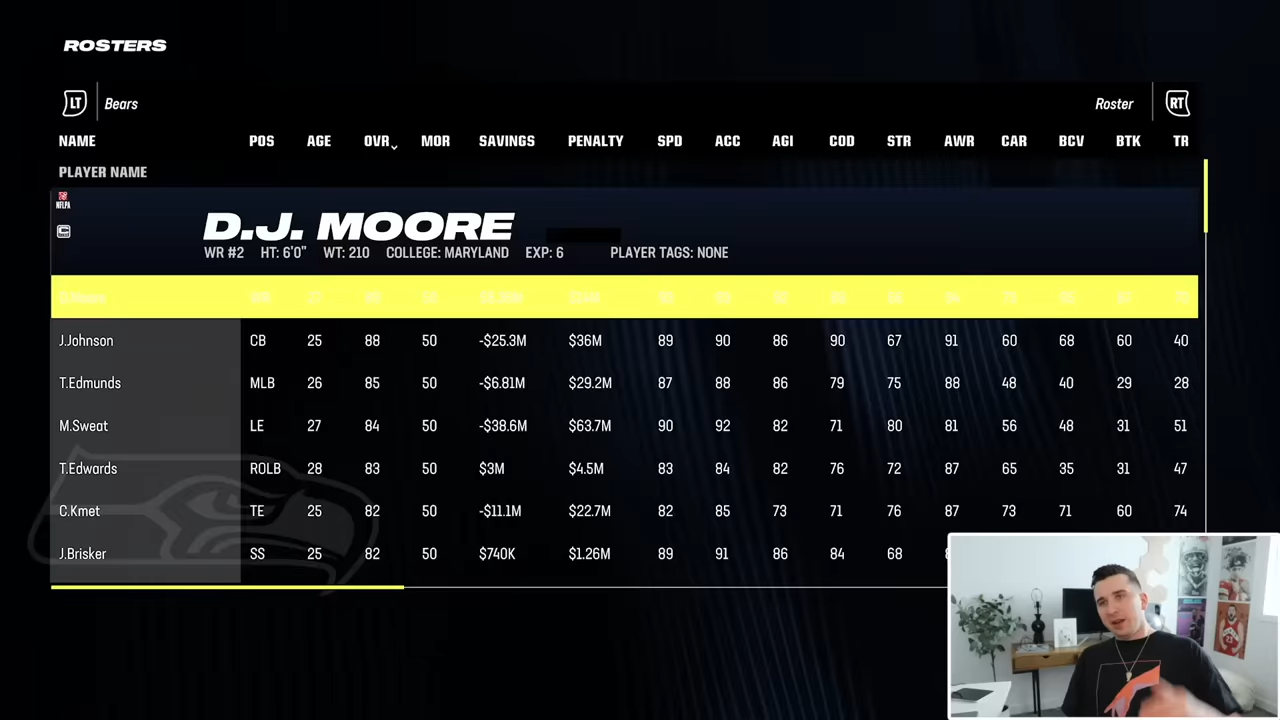 ROSTERS
LT Bears Roster RT
NAME POS AGE OVR MOR SAVINGS PENALTY SPD ACC AGI COD STR AWR CAR BCV BTK TR
PLAYER NAME
NFLPA
D.J. MOORE
WR #2 HT: 6'0" WT: 210 COLLEGE: MARYLAND EXP: 6 PLAYER TAGS: NONE
J.Johnson CB 25 88 50 -$25.3M $36M 89 90 86 90 67 91 60 68 60 40
T.Edmunds MLB 26 85 50 -$6.81M $29.2M 87 88 86 79 75 88 48 40 29 28
M.Sweat LE 27 84 50 -$38.6M $63.7M 90 92 82 71 80 81 56 48 31 51
T.Edwards ROLB 28 83 50 $3M $4.5M 83 84 82 76 72 87 65 35 31 47
C.Kmet TE 25 82 50 -$11.1M $22.7M 82 85 73 71 76 87 73 71 60 74
J.Brisker SS 25 82 50 $740K $1.26M 89 91 86 84 68